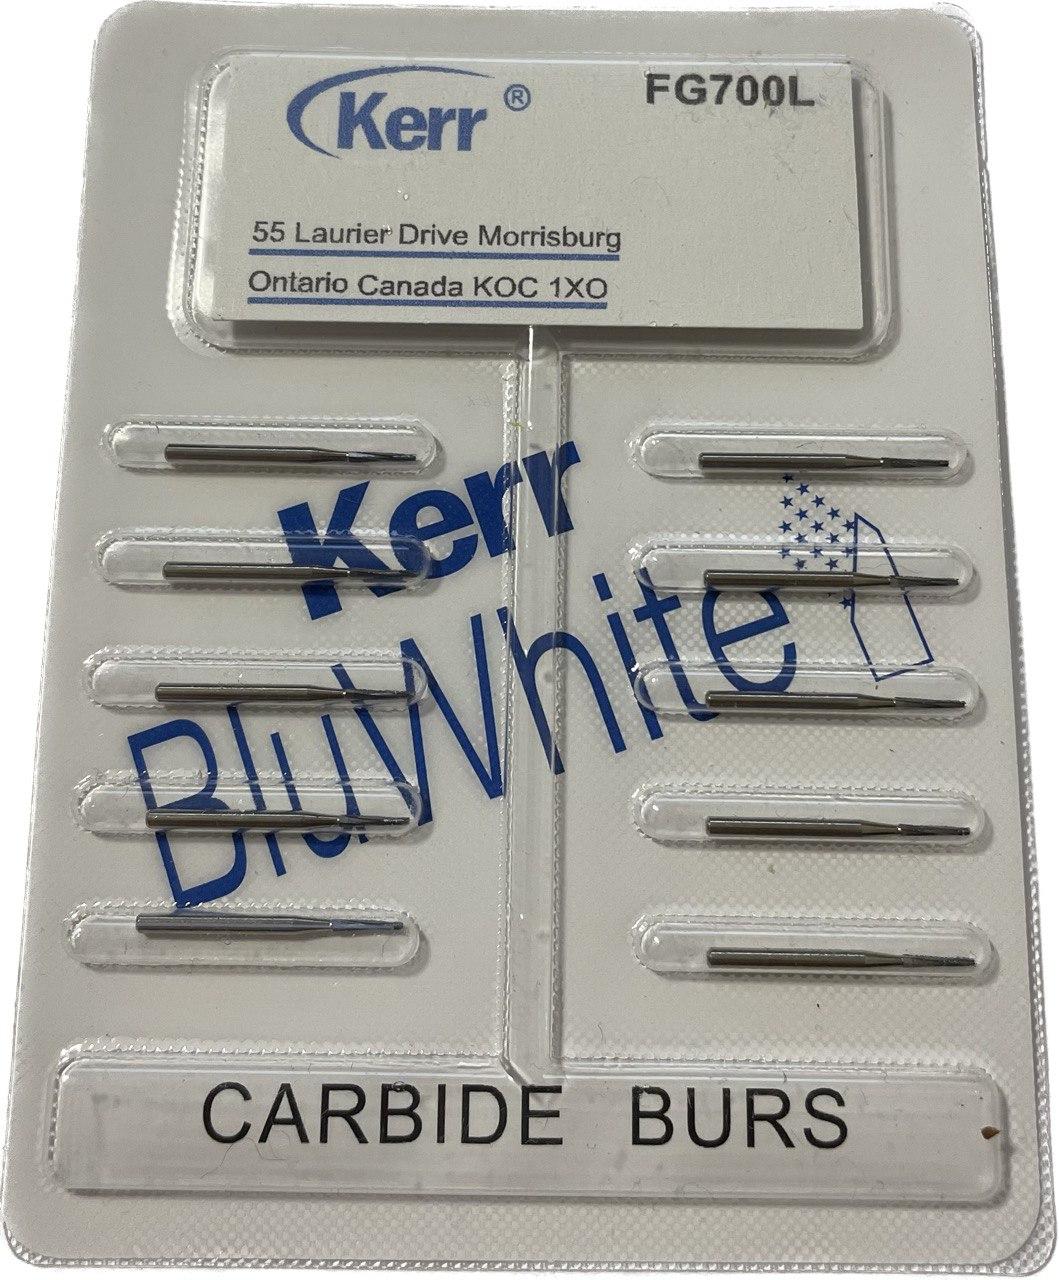 Kerr®
FG700L
55 Laurier Drive Morrisburg
Ontario Canada KOC 1XO
Kerr
BluWhite
CARBIDE BURS